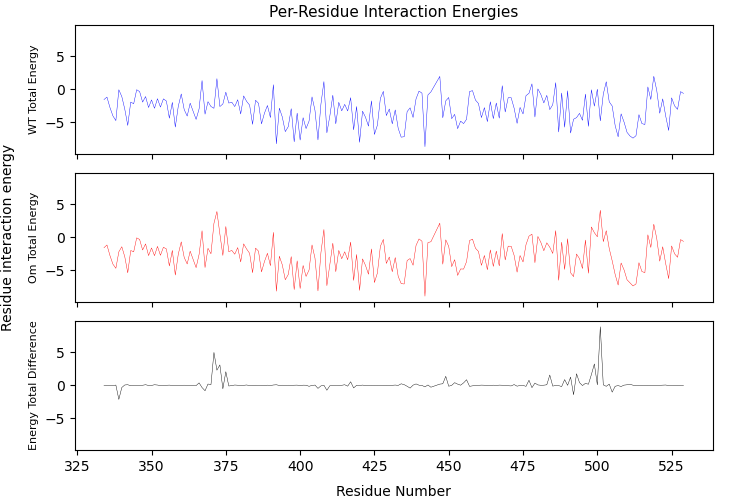 Per-Residue Interaction Energies
Residue interaction energy
WT Total Energy
5
0
−5
Om Total Energy
5
0
−5
Energy Total Difference
5
0
−5
325 350 375 400 425 450 475 500 525
Residue Number